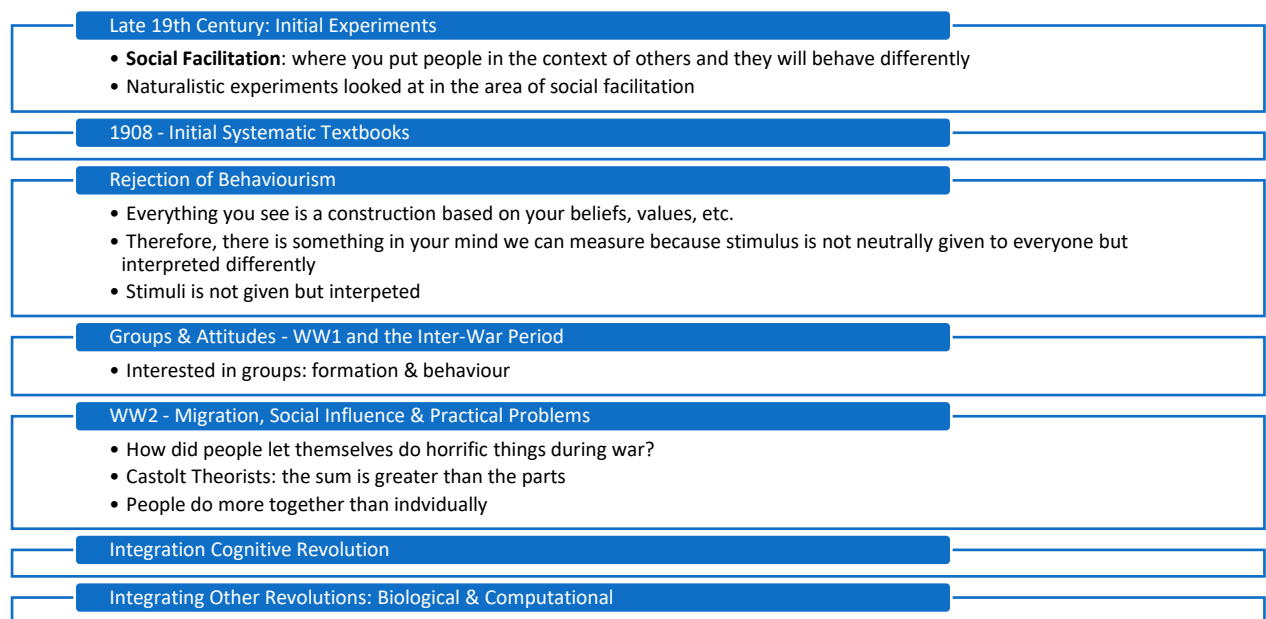 Late 19th Century: Initial Experiments
• Social Facilitation: where you put people in the context of others and they will behave differently
• Naturalistic experiments looked at in the area of social facilitation
1908 - Initial Systematic Textbooks
Rejection of Behaviourism
• Everything you see is a construction based on your beliefs, values, etc.
• Therefore, there is something in your mind we can measure because stimulus is not neutrally given to everyone but
interpreted differently
• Stimuli is not given but interpeted
Groups & Attitudes - WW1 and the Inter-War Period
• Interested in groups: formation & behaviour
WW2 - Migration, Social Influence & Practical Problems
• How did people let themselves do horrific things during war?
• Castolt Theorists: the sum is greater than the parts
• People do more together than indvidually
Integration Cognitive Revolution
Integrating Other Revolutions: Biological & Computational